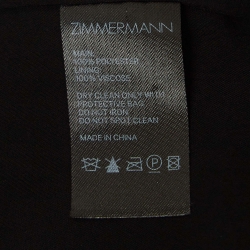 ZIMMERMANN
MAIN:
100% POLYESTER
LINING:
100% VISCOSE
DRY CLEAN ONLY WITH
PROTECTIVE BAG
DO NOT IRON
DO NOT SPOT CLEAN
MADE IN CHINA
P